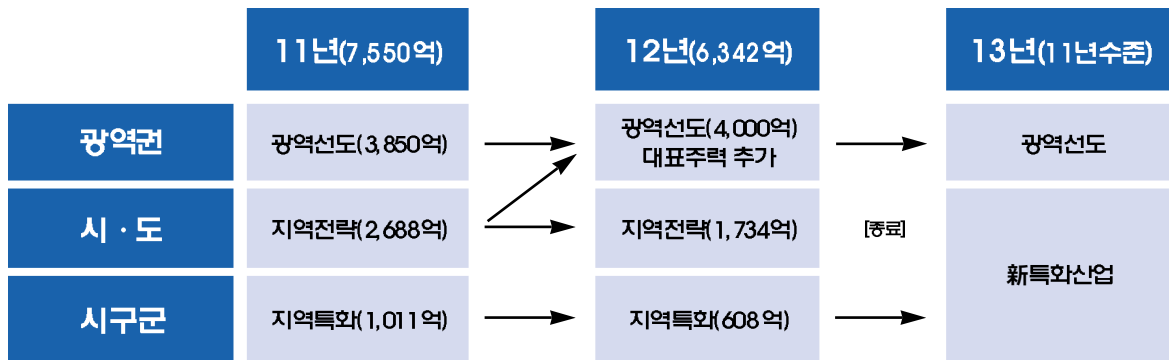 11년(7,550억)
12년(6,342억)
13년(11년수준)
광역권
광역선도(3,850억)
광역선도(4,000억)
대표주력 추가
광역선도
시 · 도
지역전략(2,688억)
지역전략(1,734억)
[종료]
新특화산업
시구군
지역특화(1,011억)
지역특화(608억)